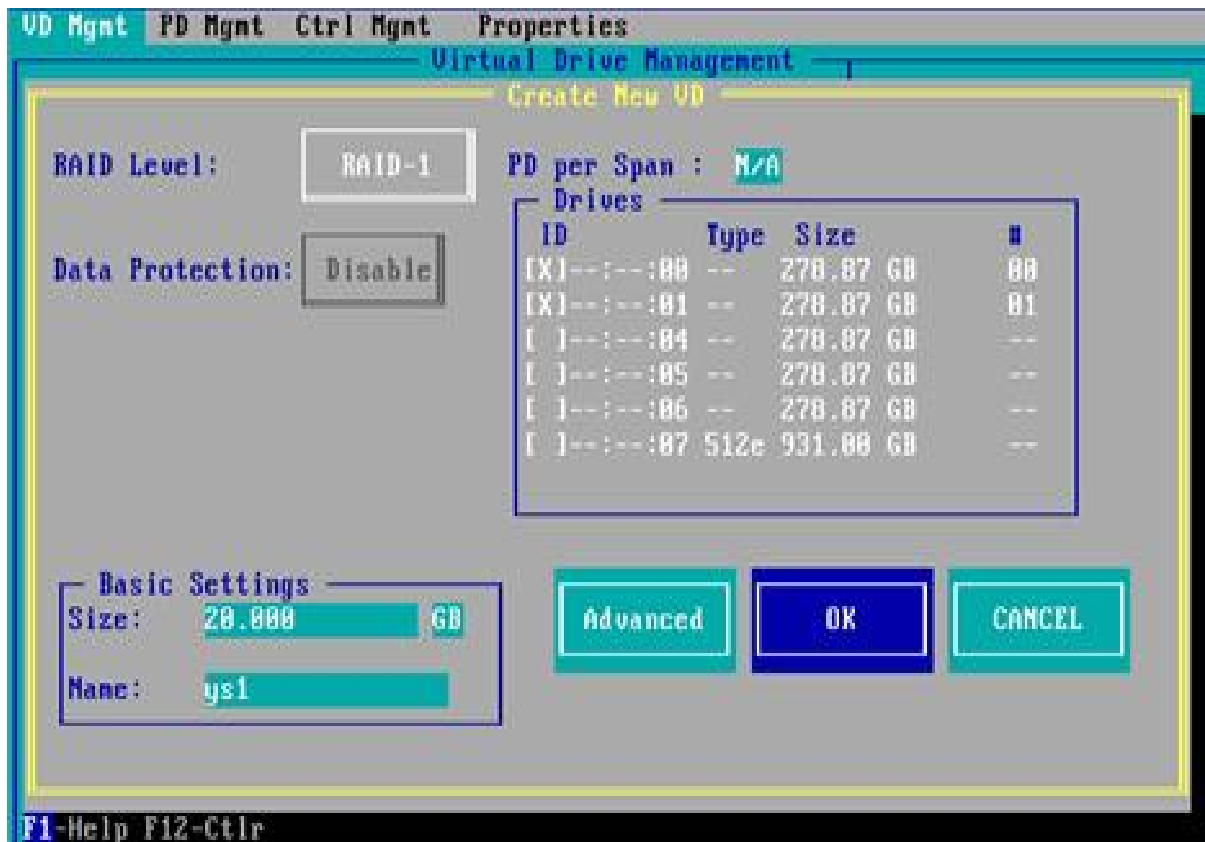 VD Mgmt PD Mgmt Ctrl Mgmt Properties
Virtual Drive Management
Create New VD
RAID Level: RAID-1 PD per Span : N/A
Drives
ID Type Size #
Data Protection: Disable
[X]--:--:00 -- 278.87 GB 00
[X]--:--:01 -- 278.87 GB 01
[ ]--:--:04 -- 278.87 GB --
[ ]--:--:05 -- 278.87 GB --
[ ]--:--:06 -- 278.87 GB --
[ ]--:--:07 512e 931.00 GB --
Basic Settings
Size: 20.000 GB
Name: ys1
Advanced OK CANCEL
F1-Help F12-Ctlr